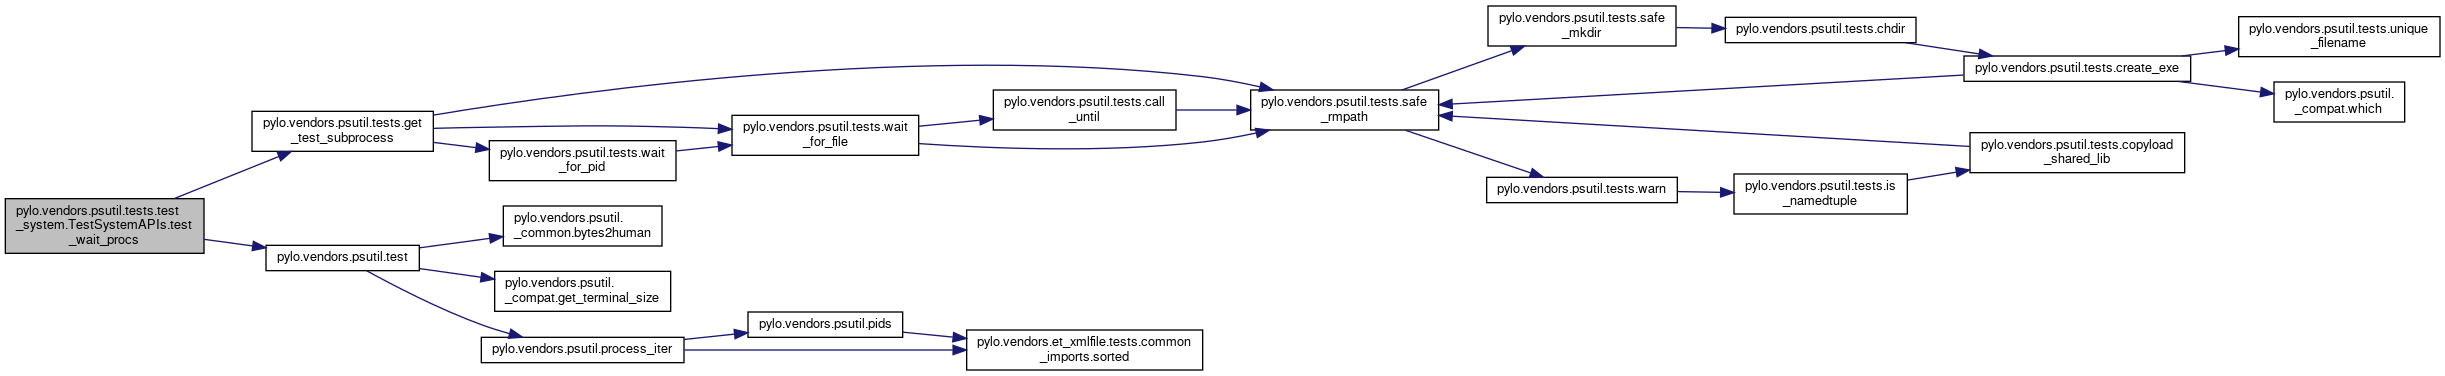 pylo.vendors.psutil.tests.test
_system.TestSystemAPIs.test
_wait_procs
pylo.vendors.psutil.tests.get
_test_subprocess
pylo.vendors.psutil.test
pylo.vendors.psutil.tests.wait
_for_pid
pylo.vendors.psutil.
_common.bytes2human
pylo.vendors.psutil.
_compat.get_terminal_size
pylo.vendors.psutil.process_iter
pylo.vendors.psutil.tests.wait
_for_file
pylo.vendors.psutil.pids
pylo.vendors.psutil.tests.call
_until
pylo.vendors.et_xmlfile.tests.common
_imports.sorted
pylo.vendors.psutil.tests.safe
_rmpath
pylo.vendors.psutil.tests.safe
_mkdir
pylo.vendors.psutil.tests.warn
pylo.vendors.psutil.tests.chdir
pylo.vendors.psutil.tests.is
_namedtuple
pylo.vendors.psutil.tests.create_exe
pylo.vendors.psutil.tests.copyload
_shared_lib
pylo.vendors.psutil.tests.unique
_filename
pylo.vendors.psutil.
_compat.which